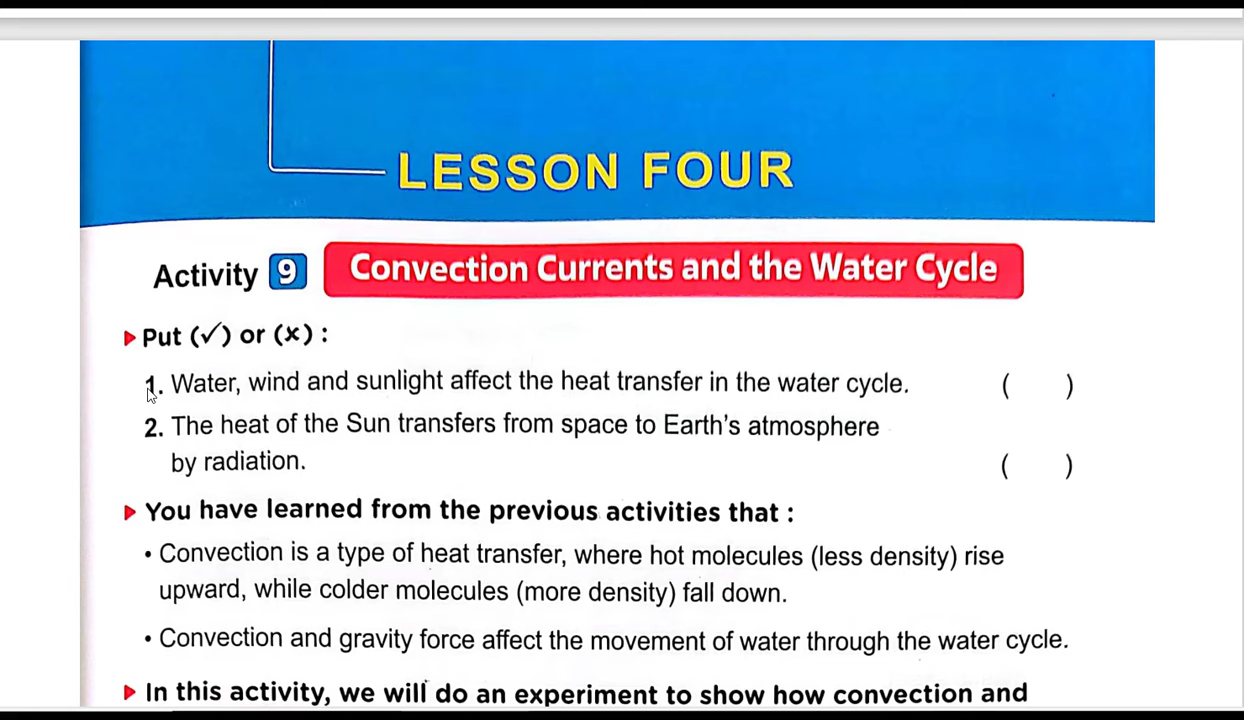 LESSON FOUR
Activity 9 Convection Currents and the Water Cycle
Put (✓) or (x) :
1. Water, wind and sunlight affect the heat transfer in the water cycle. ( )
2. The heat of the Sun transfers from space to Earth's atmosphere
by radiation. ( )
You have learned from the previous activities that :
• Convection is a type of heat transfer, where hot molecules (less density) rise
upward, while colder molecules (more density) fall down.
• Convection and gravity force affect the movement of water through the water cycle.
In this activity, we will do an experiment to show how convection and